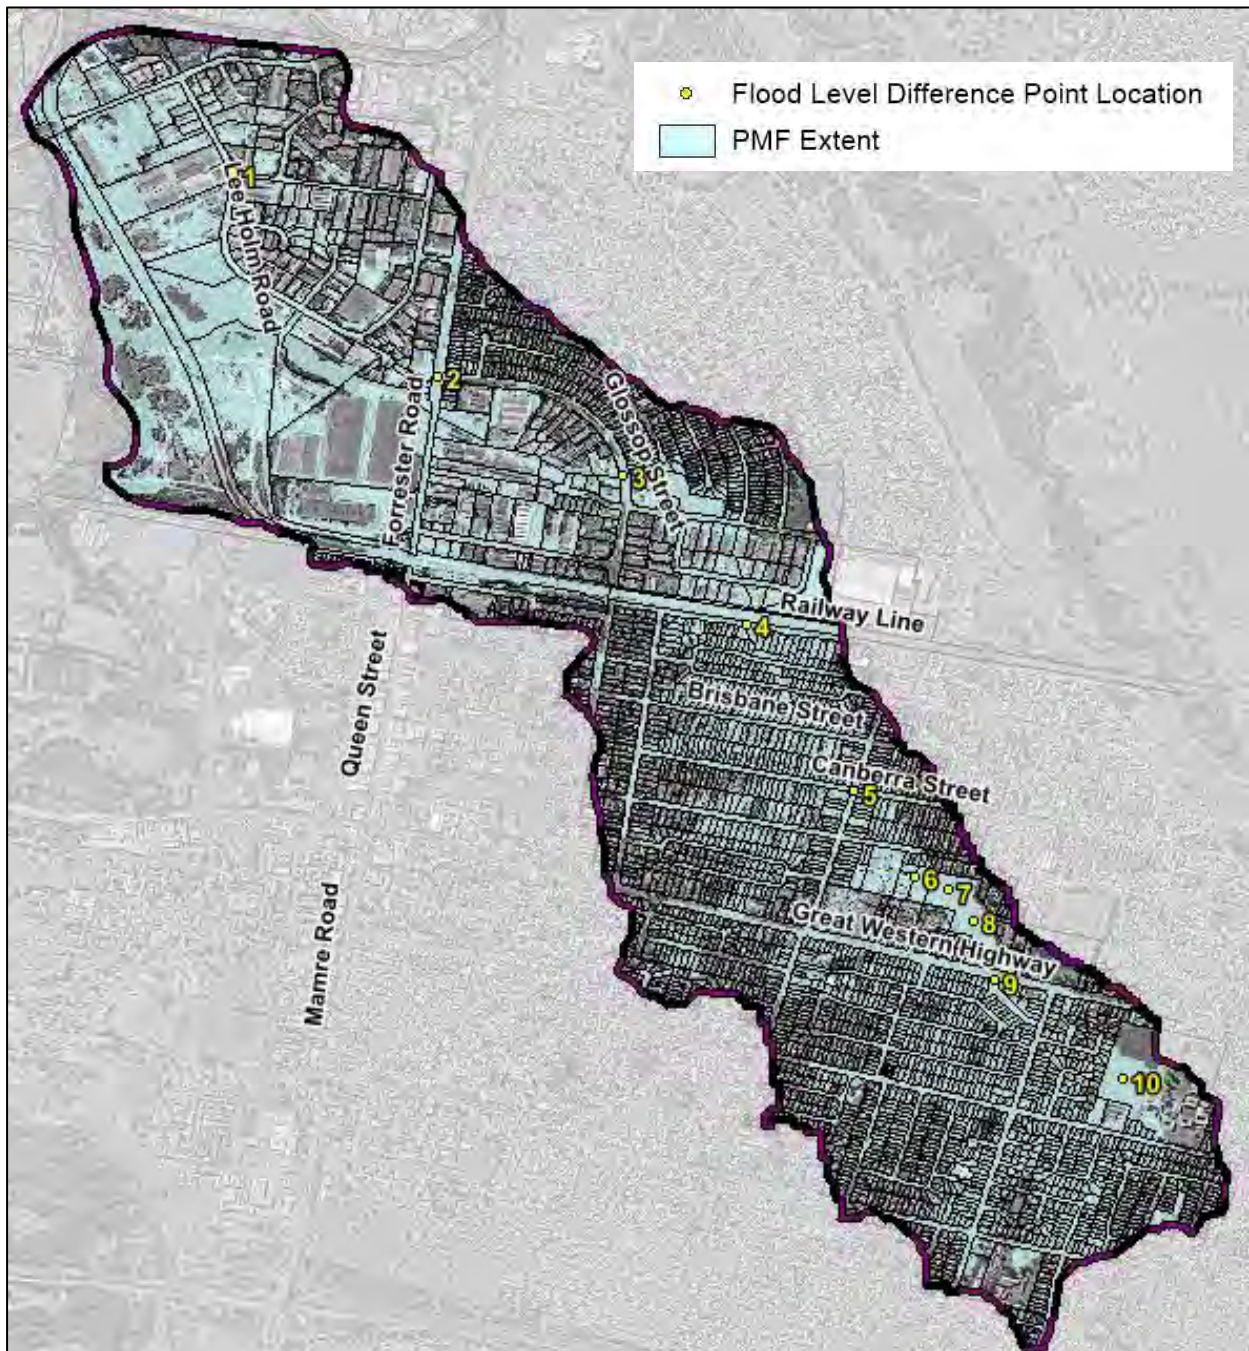 Flood Level Difference Point Location
PMF Extent
1
Lee Holm Road
2
Forrester Road
Glossop Street
3
Railway Line
4
Queen Street
Brisbane Street
Canberra Street
5
Mamre Road
6
7
8
Great Western Highway
9
10